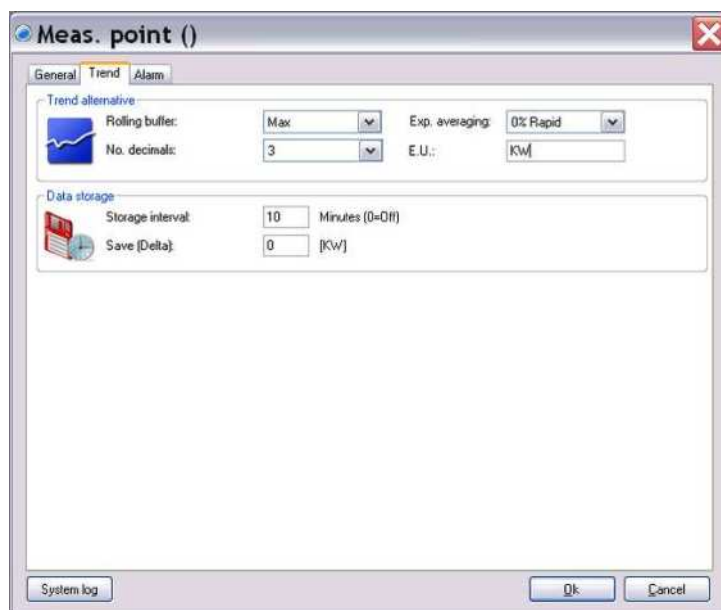 Meas. point ()
General Trend Alarm
Trend alternative
Rolling buffer: Max Exp. averaging: 0% Rapid
No. decimals: 3 E.U.: KW
Data storage
Storage interval: 10 Minutes (0=Off)
Save (Delta): 0 [KW]
System log Ok Cancel